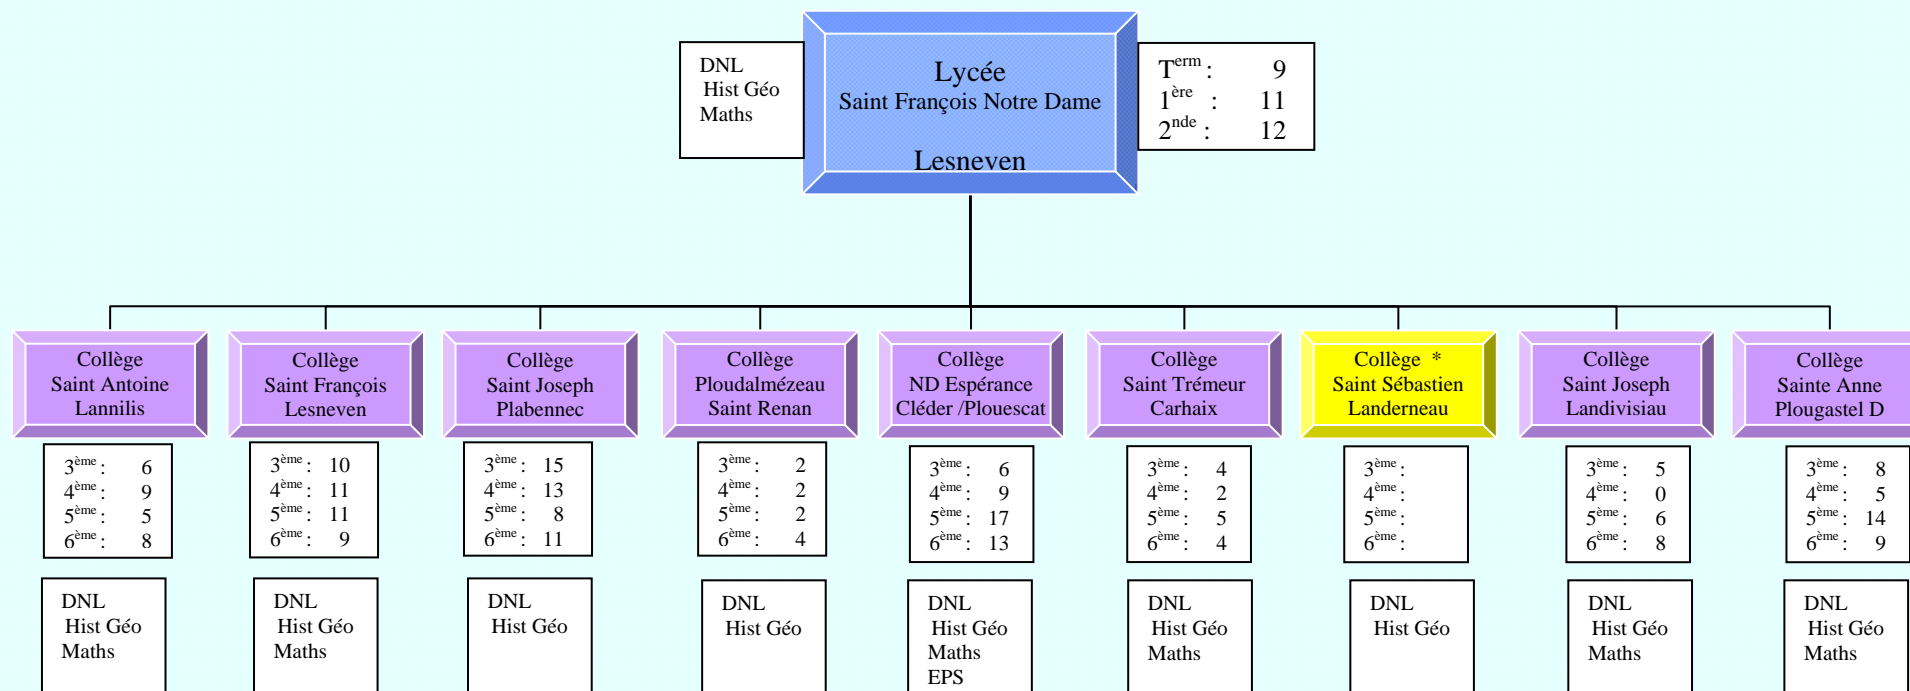 DNL
Hist Géo
Maths
Lycée
Saint François Notre Dame
Lesneven
Term : 9
1ère : 11
2nde : 12
Collège
Saint Antoine
Lannilis
3ème : 6
4ème : 9
5ème : 5
6ème : 8
DNL
Hist Géo
Maths
Collège
Saint François
Lesneven
3ème : 10
4ème : 11
5ème : 11
6ème : 9
DNL
Hist Géo
Maths
Collège
Saint Joseph
Plabennec
3ème : 15
4ème : 13
5ème : 8
6ème : 11
DNL
Hist Géo
Collège
Ploudalmézeau
Saint Renan
3ème : 2
4ème : 2
5ème : 2
6ème : 4
DNL
Hist Géo
Collège
ND Espérance
Cléder /Plouescat
3ème : 6
4ème : 9
5ème : 17
6ème : 13
DNL
Hist Géo
Maths
EPS
Collège
Saint Trémeur
Carhaix
3ème : 4
4ème : 2
5ème : 5
6ème : 4
DNL
Hist Géo
Maths
Collège *
Saint Sébastien
Landerneau
3ème :
4ème :
5ème :
6ème :
DNL
Hist Géo
Collège
Saint Joseph
Landivisiau
3ème : 5
4ème : 0
5ème : 6
6ème : 8
DNL
Hist Géo
Maths
Collège
Sainte Anne
Plougastel D
3ème : 8
4ème : 5
5ème : 14
6ème : 9
DNL
Hist Géo
Maths